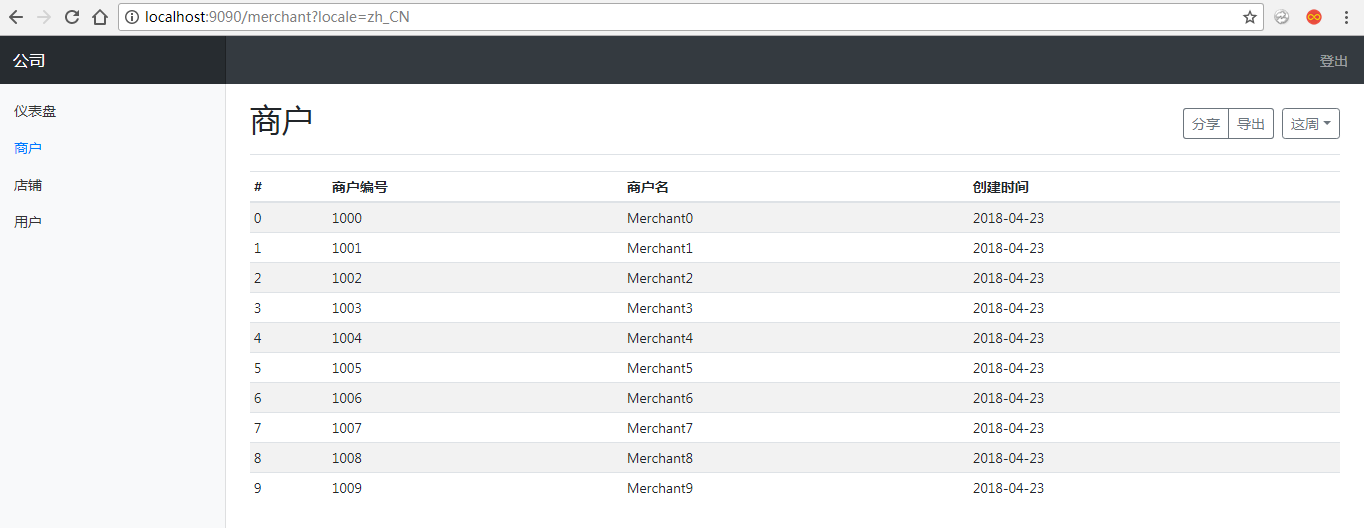 localhost:9090/merchant?locale=zh_CN
公司 登出
仪表盘
商户
店铺
用户
商户
分享 导出 这周
# 商户编号 商户名 创建时间
0 1000 Merchant0 2018-04-23
1 1001 Merchant1 2018-04-23
2 1002 Merchant2 2018-04-23
3 1003 Merchant3 2018-04-23
4 1004 Merchant4 2018-04-23
5 1005 Merchant5 2018-04-23
6 1006 Merchant6 2018-04-23
7 1007 Merchant7 2018-04-23
8 1008 Merchant8 2018-04-23
9 1009 Merchant9 2018-04-23